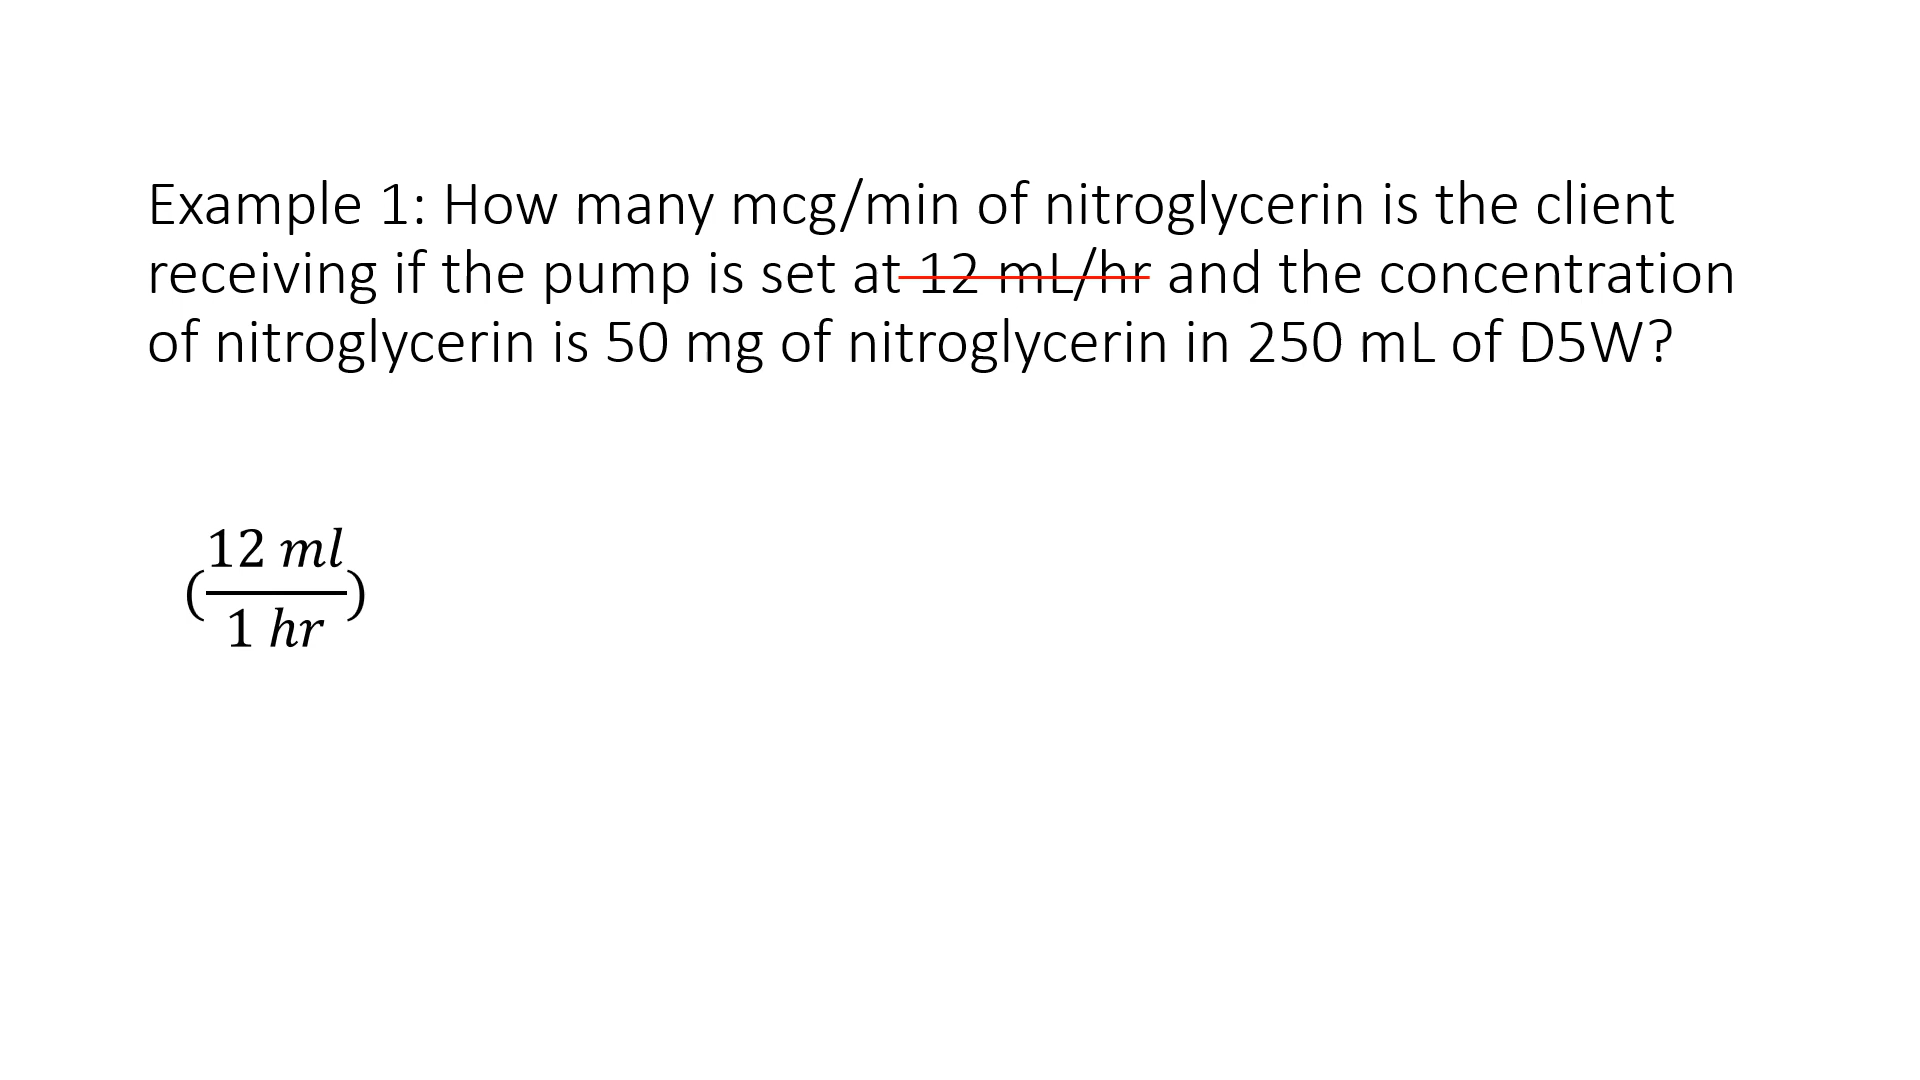 Example 1: How many mcg/min of nitroglycerin is the client
receiving if the pump is set at 12 mL/hr and the concentration
of nitroglycerin is 50 mg of nitroglycerin in 250 mL of D5W?
(12 ml
1 hr)